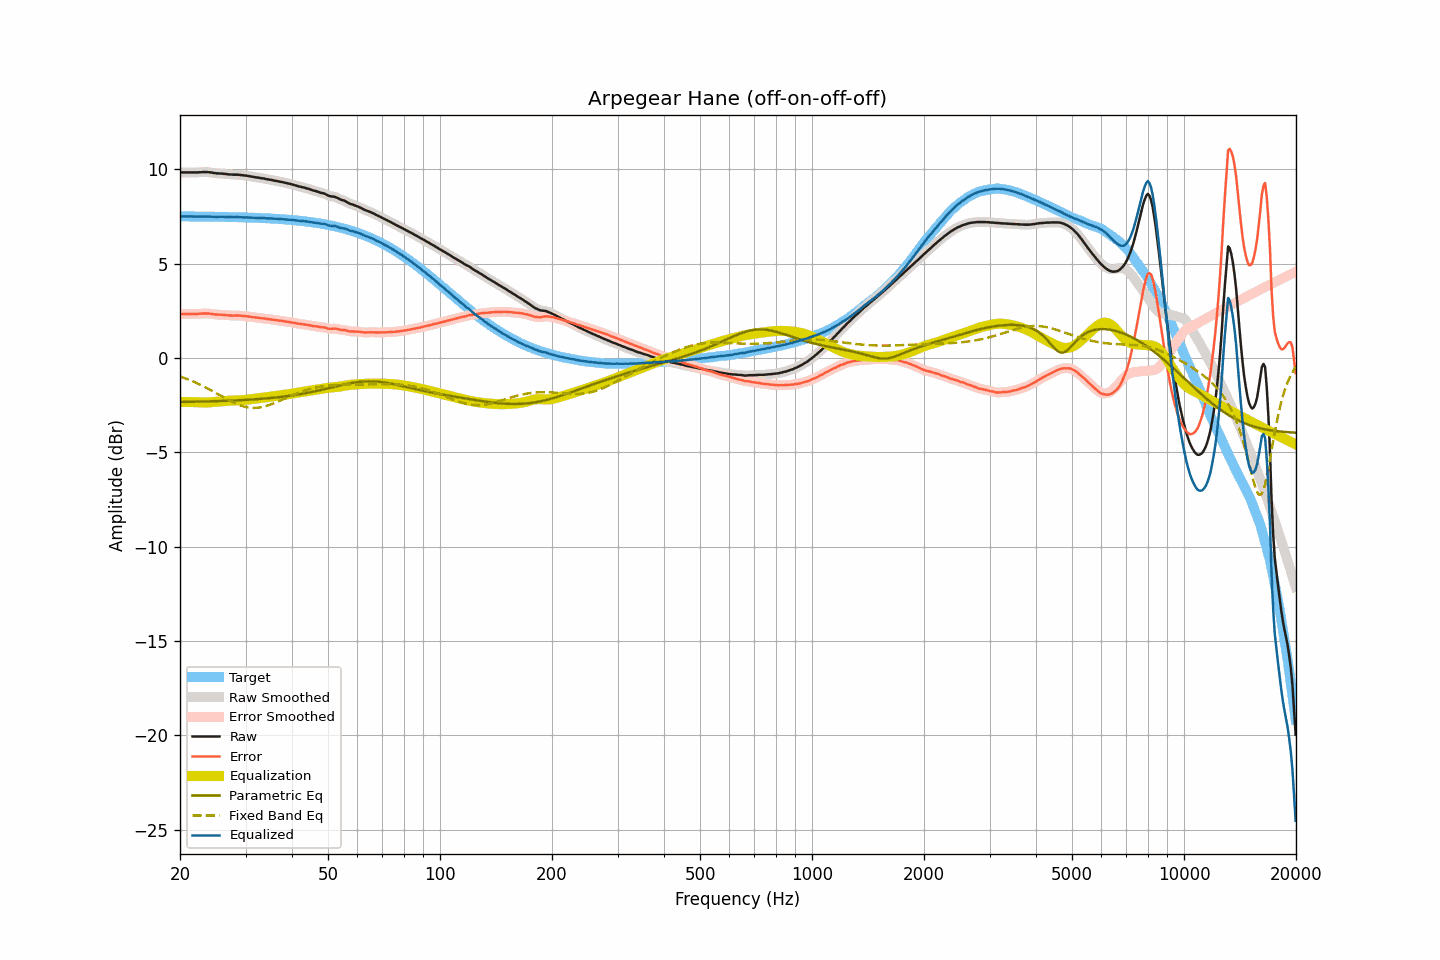 Arpegear Hane (off-on-off-off)
Amplitude (dBr)
10
5
0
−5
−10
−15
−20
−25
Target
Raw Smoothed
Error Smoothed
Raw
Error
Equalization
Parametric Eq
Fixed Band Eq
Equalized
20 50 100 200 500 1000 2000 5000 10000 20000
Frequency (Hz)